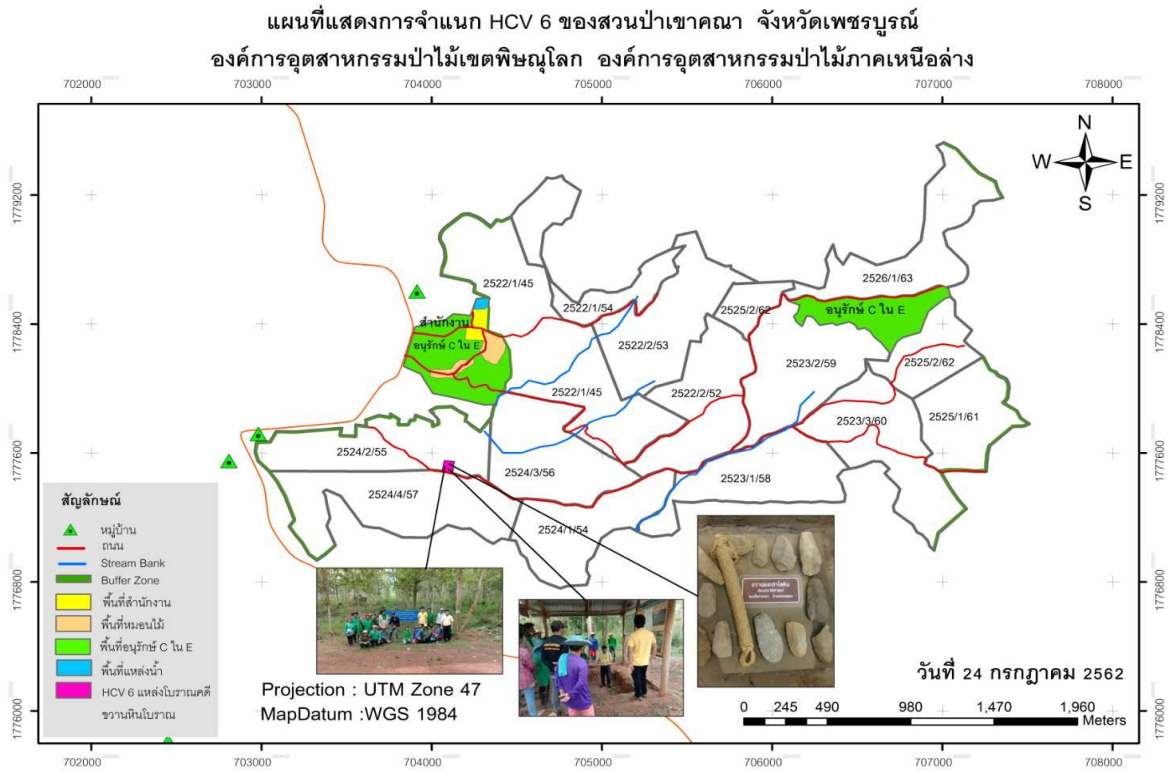 แผนที่แสดงการจำแนก HCV 6 ของสวนป่าเขาคณา จังหวัดเพชรบูรณ์
องค์การอุตสาหกรรมป่าไม้เขตพิษณุโลก องค์การอุตสาหกรรมป่าไม้ภาคเหนือล่าง
702000 703000 704000 705000 706000 707000 708000
N
W E
S
1779200 1779200
2526/1/63
2522/1/45
2522/1/54
2525/2/62
อนุรักษ์ C ใน E
1778400 1778400
สำนักงาน
อนุรักษ์ C ใน E
2522/2/53
2523/2/59
2525/2/62
2522/1/45
2522/2/52
2525/1/61
2523/3/60
1777600 1777600
2524/2/55
2524/3/56
2523/1/58
2524/4/57
2524/1/54
สัญลักษณ์
หมู่บ้าน
ถนน
Stream Bank
Buffer Zone
พื้นที่สำนักงาน
พื้นที่หมอนไม้
พื้นที่อนุรักษ์ C ใน E
พื้นที่แหล่งน้ำ
HCV 6 แหล่งโบราณคดี
ขวานหินโบราณ
1776800 1776800
1776000 1776000
Projection : UTM Zone 47
MapDatum :WGS 1984
วันที่ 24 กรกฎาคม 2562
0 245 490 980 1,470 1,960
Meters
702000 703000 704000 705000 706000 707000 708000